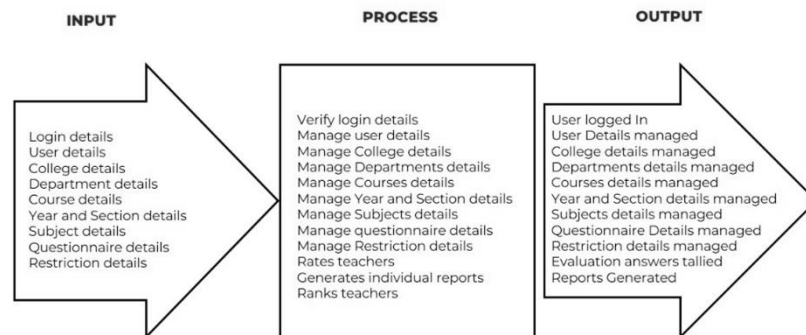 INPUT
PROCESS
OUTPUT
Login details
User details
College details
Department details
Course details
Year and Section details
Subject details
Questionnaire details
Restriction details
Verify login details
Manage user details
Manage College details
Manage Departments details
Manage Courses details
Manage Year and Section details
Manage Subjects details
Manage questionnaire details
Manage Restriction details
Rates teachers
Generates individual reports
Ranks teachers
User logged In
User Details managed
College details managed
Departments details managed
Courses details managed
Year and Section details managed
Subjects details managed
Questionnaire Details managed
Restriction details managed
Evaluation answers tallied
Reports Generated